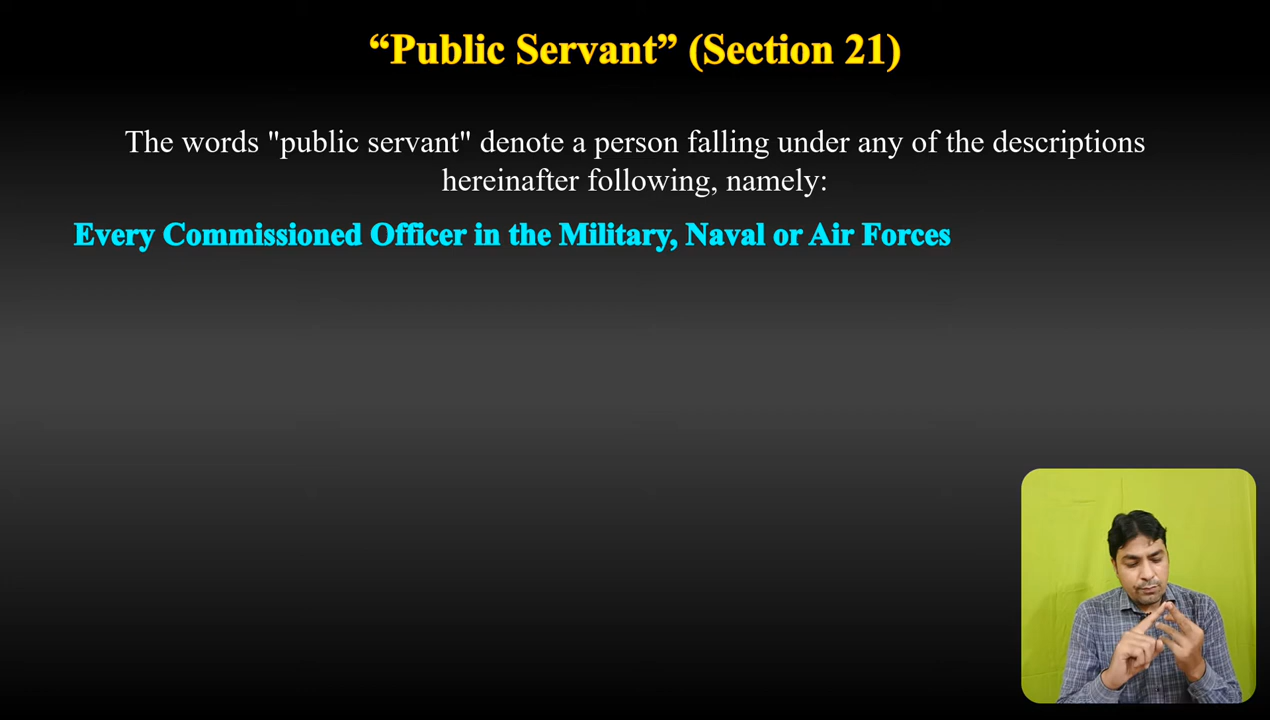 “Public Servant” (Section 21)
The words "public servant" denote a person falling under any of the descriptions
hereinafter following, namely:
Every Commissioned Officer in the Military, Naval or Air Forces